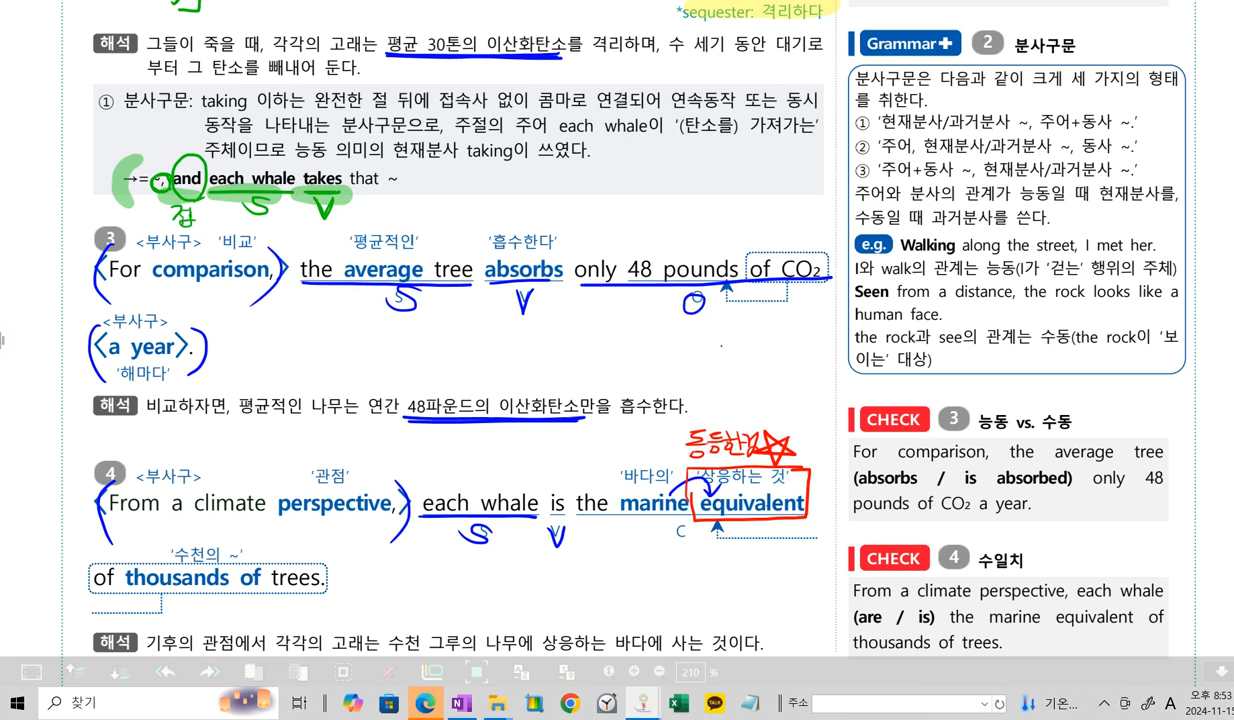 *sequester: 격리하다
해석 그들이 죽을 때, 각각의 고래는 평균 30톤의 이산화탄소를 격리하며, 수 세기 동안 대기로
부터 그 탄소를 빼내어 둔다.
① 분사구문: taking 이하는 완전한 절 뒤에 접속사 없이 콤마로 연결되어 연속동작 또는 동시
동작을 나타내는 분사구문으로, 주절의 주어 each whale이 '(탄소를) 가져가는'
주체이므로 능동 의미의 현재분사 taking이 쓰였다.
→= ~, and each whale takes that ~
접 S V
3 <부사구> '비교' '평균적인' '흡수한다'
<For comparison,> the average tree absorbs only 48 pounds of CO₂
S V O
<부사구>
<a year>.
'해마다'
해석 비교하자면, 평균적인 나무는 연간 48파운드의 이산화탄소만을 흡수한다.
동등한것
4 <부사구> '관점' '바다의' '상응하는 것'
<From a climate perspective,> each whale is the marine equivalent
S V C
'수천의 ~'
of thousands of trees.
해석 기후의 관점에서 각각의 고래는 수천 그루의 나무에 상응하는 바다에 사는 것이다.
Grammar+ 2 분사구문
분사구문은 다음과 같이 크게 세 가지의 형태
를 취한다.
① '현재분사/과거분사 ~, 주어+동사 ~.'
② '주어, 현재분사/과거분사 ~, 동사 ~.'
③ '주어+동사 ~, 현재분사/과거분사 ~.'
주어와 분사의 관계가 능동일 때 현재분사를,
수동일 때 과거분사를 쓴다.
e.g. Walking along the street, I met her.
I와 walk의 관계는 능동(I가 '걷는' 행위의 주체)
Seen from a distance, the rock looks like a
human face.
the rock과 see의 관계는 수동(the rock이 '보
이는' 대상)
CHECK 3 능동 vs. 수동
For comparison, the average tree
(absorbs / is absorbed) only 48
pounds of CO₂ a year.
CHECK 4 수일치
From a climate perspective, each whale
(are / is) the marine equivalent of
thousands of trees.
210 %
찾기
주소
기온...
A
오후 8:53
2024-11-15